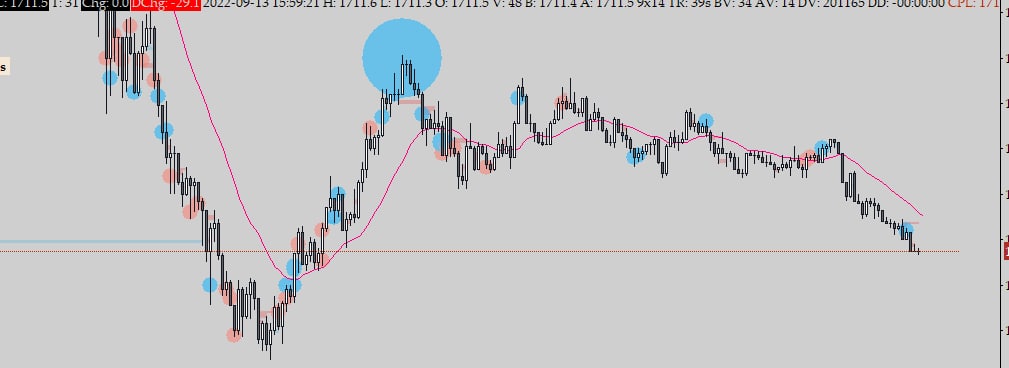 : 1711.5 T: 31 Chg: 0.0 DChg: -29.1 2022-09-13 15:59:21 H: 1711.6 L: 1711.3 O: 1711.5 V: 48 B: 1711.4 A: 1711.5 9x14 TR: 39s BV: 34 AV: 14 DV: 201165 DD: -00:00:00 CPL: 171
s